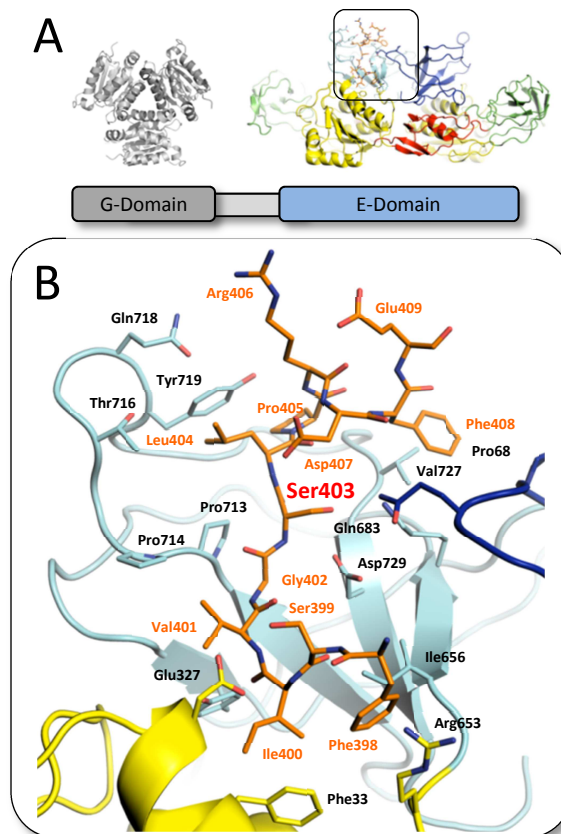 A
G-Domain
E-Domain
B
Arg406
Glu409
Gln718
Tyr719
Thr716
Pro405
Phe408
Leu404
Pro68
Asp407
Val727
Ser403
Pro713
Gln683
Pro714
Asp729
Gly402
Ser399
Val401
Ile656
Glu327
Arg653
Ile400
Phe398
Phe33